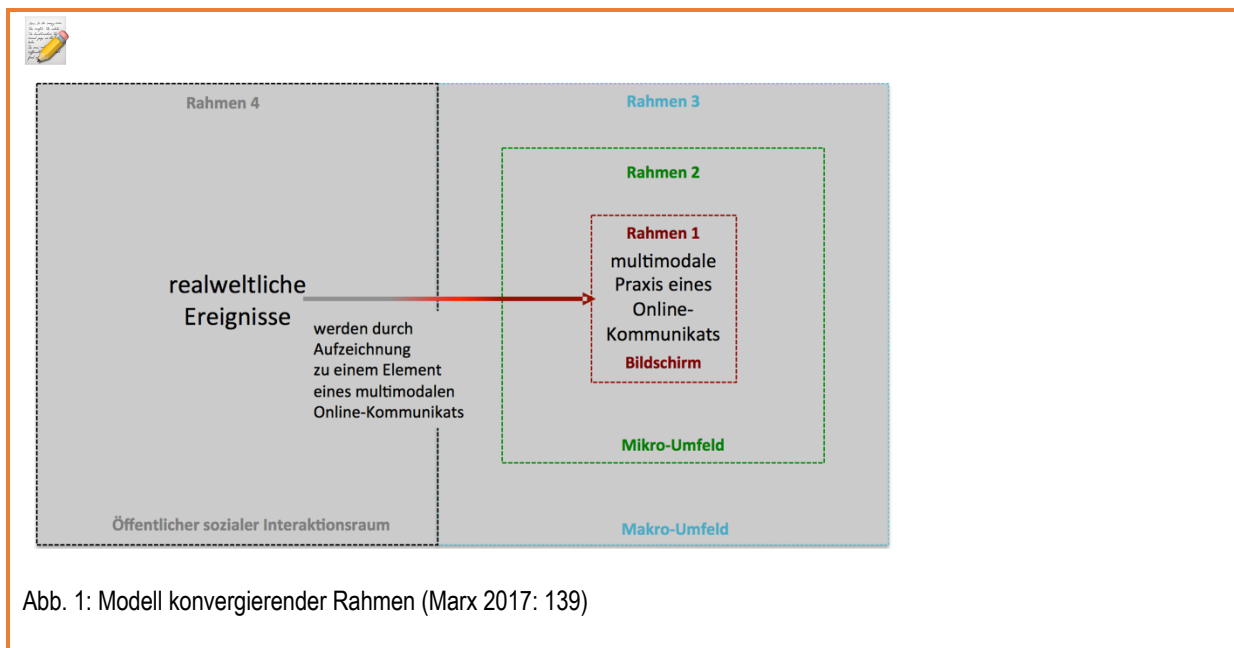 Rahmen 4
Rahmen 3
Rahmen 2
Rahmen 1
multimodale
Praxis eines
Online-
Kommunikats
Bildschirm
realweltliche
Ereignisse
werden durch
Aufzeichnung
zu einem Element
eines multimodalen
Online-Kommunikats
Mikro-Umfeld
Öffentlicher sozialer Interaktionsraum
Makro-Umfeld
Abb. 1: Modell konvergierender Rahmen (Marx 2017: 139)